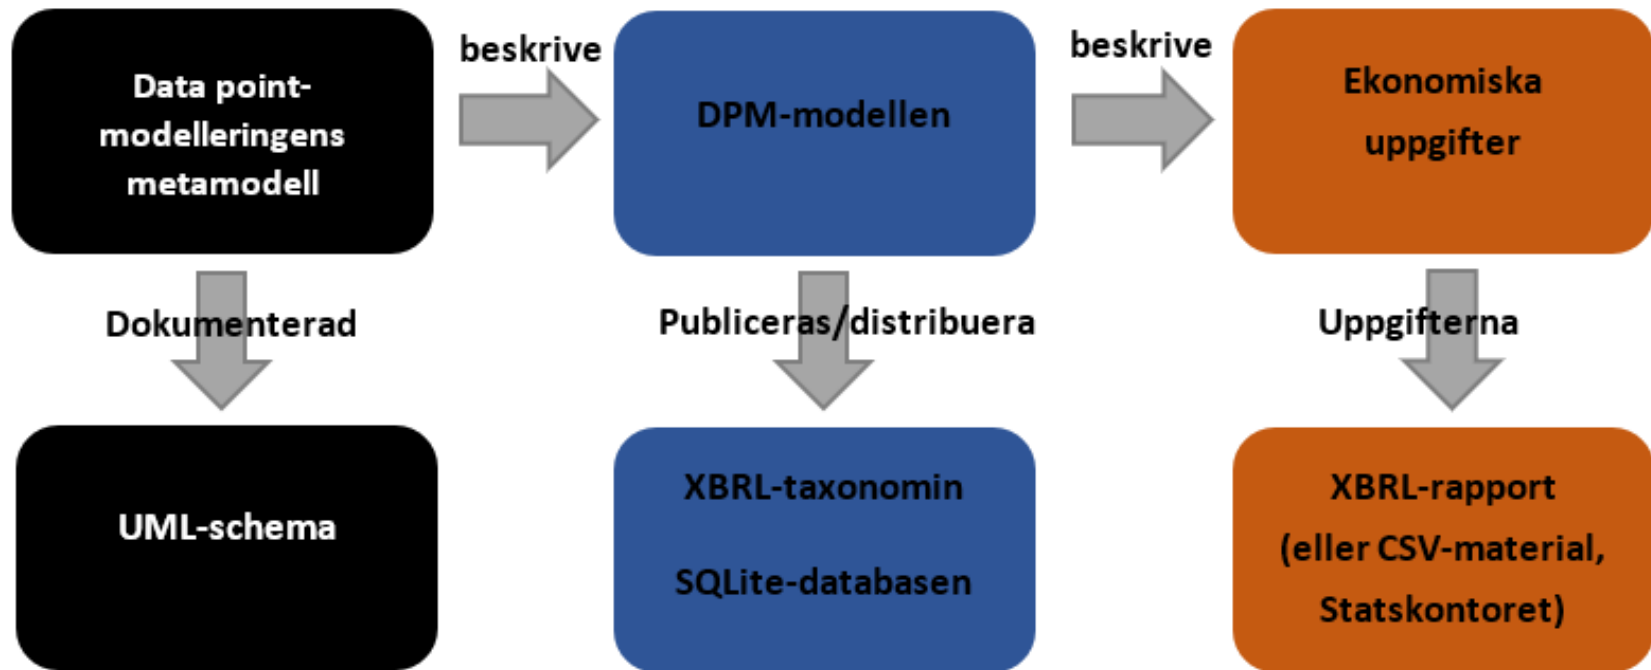 Data point-
modelleringens
metamodell
beskrive
DPM-modellen
beskrive
Ekonomiska
uppgifter
Dokumenterad
Publiceras/distribuera
Uppgifterna
UML-schema
XBRL-taxonomin
SQLite-databasen
XBRL-rapport
(eller CSV-material,
Statskontoret)